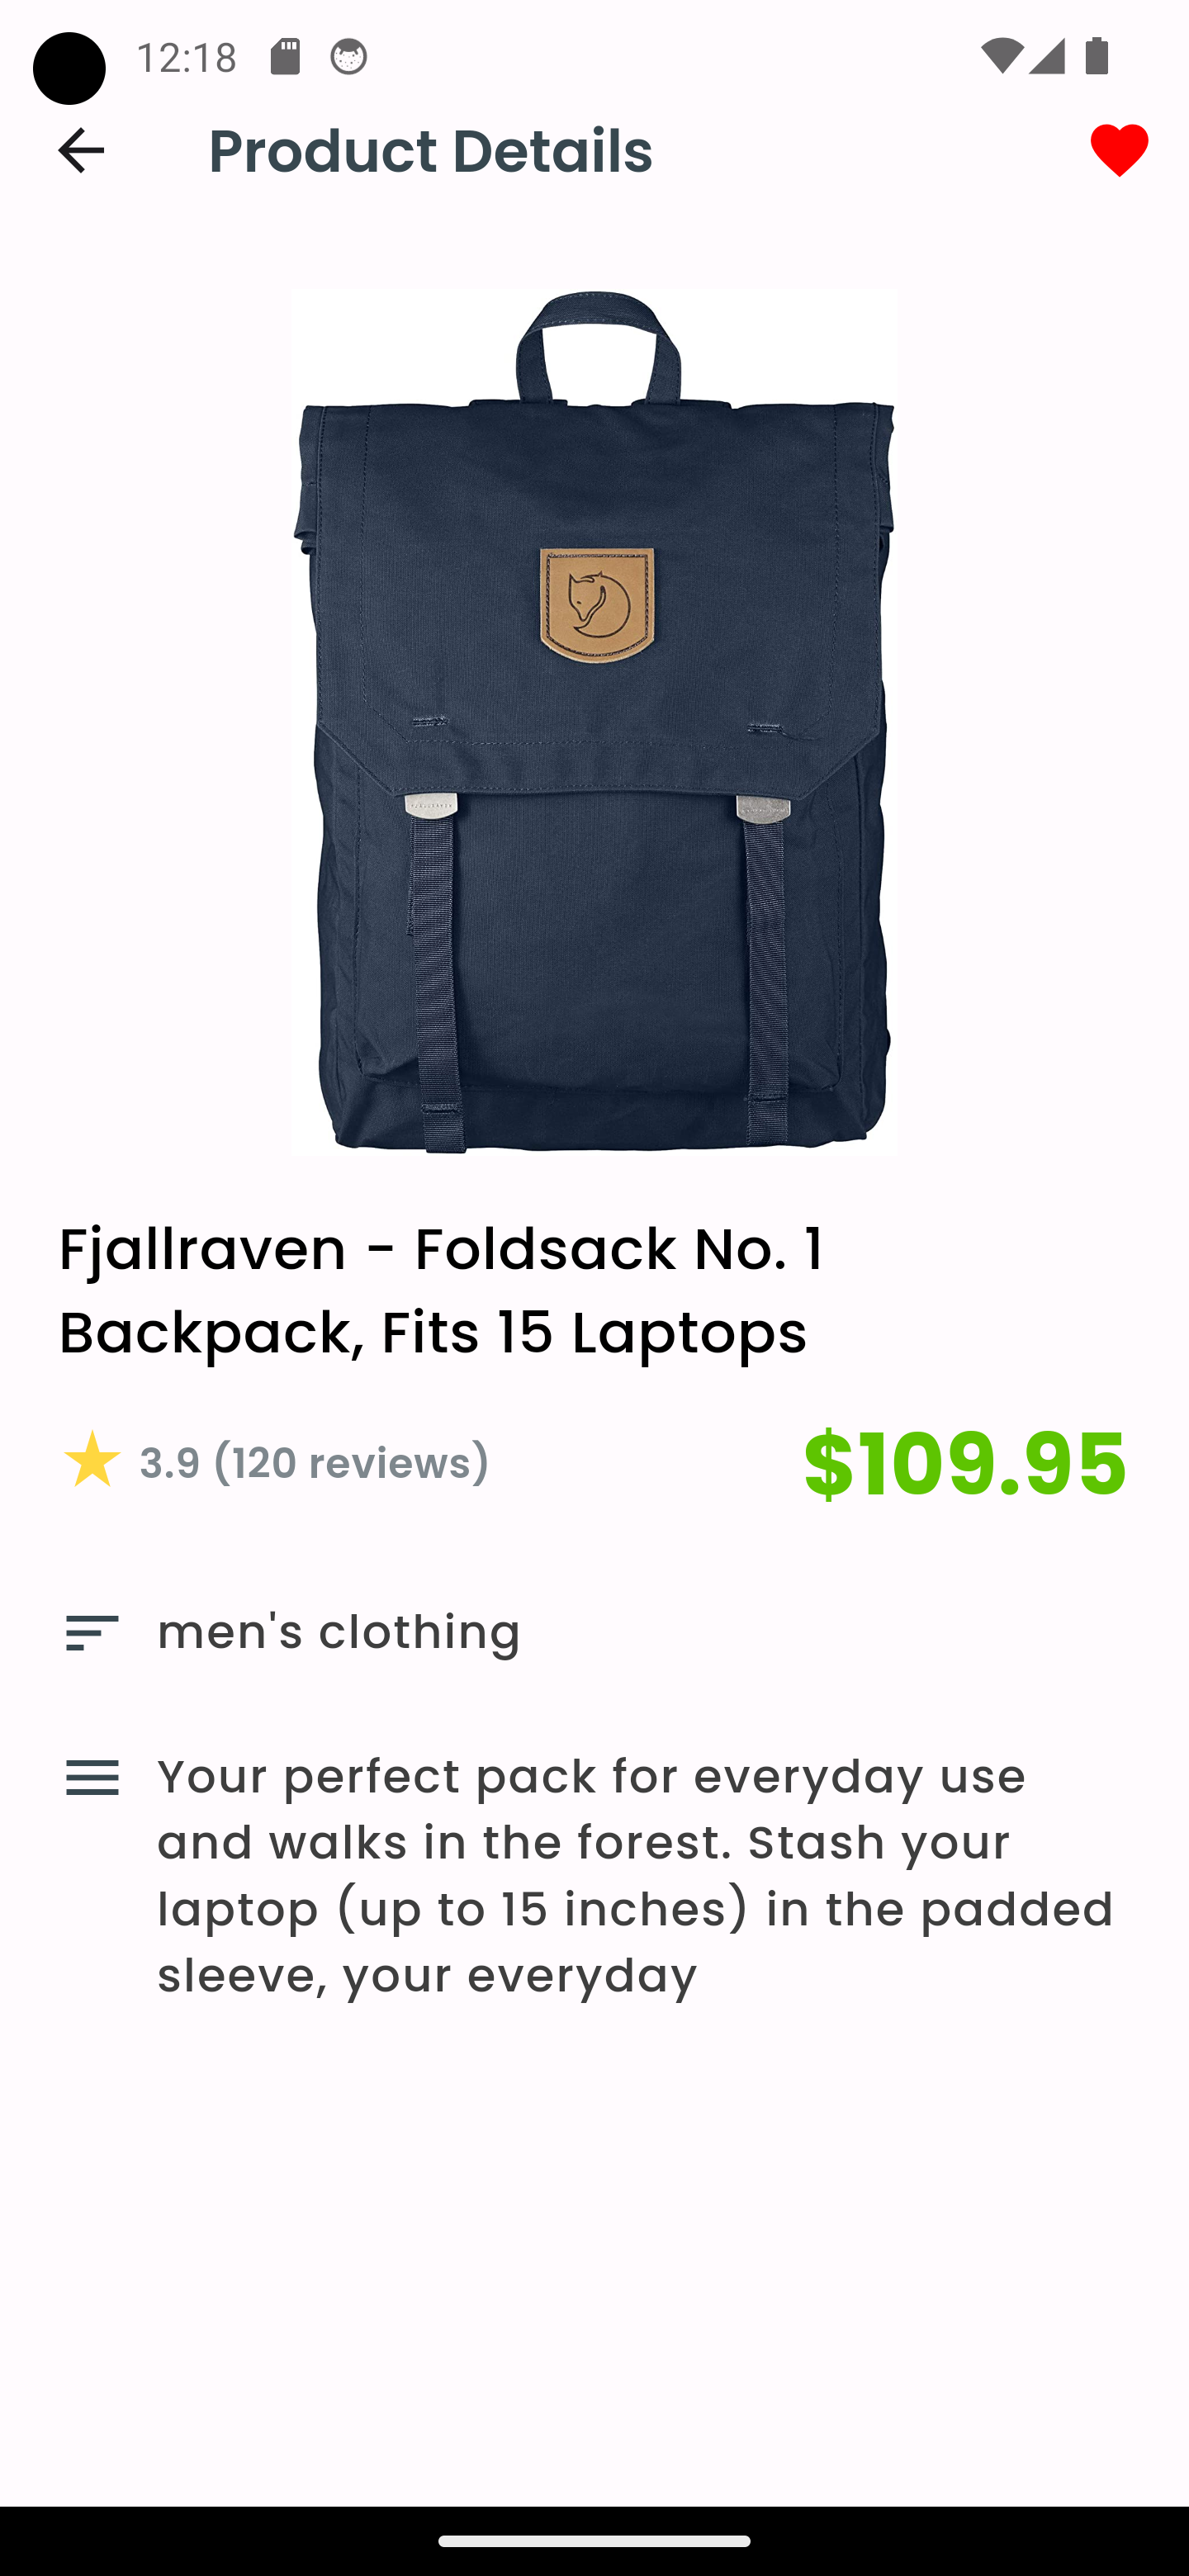 12:18
Product Details
Fjallraven - Foldsack No. 1
Backpack, Fits 15 Laptops
3.9 (120 reviews)
$109.95
men's clothing
Your perfect pack for everyday use
and walks in the forest. Stash your
laptop (up to 15 inches) in the padded
sleeve, your everyday